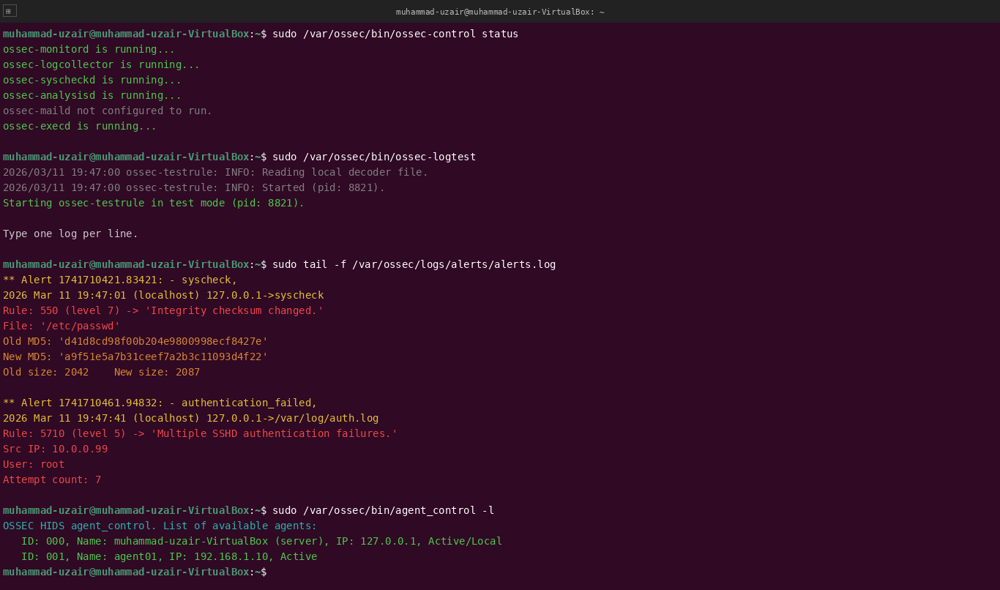 muhammad-uzair@muhammad-uzair-VirtualBox: ~
muhammad-uzair@muhammad-uzair-VirtualBox:~$ sudo /var/ossec/bin/ossec-control status
ossec-monitord is running...
ossec-logcollector is running...
ossec-syscheckd is running...
ossec-analysisd is running...
ossec-maild not configured to run.
ossec-execd is running...
muhammad-uzair@muhammad-uzair-VirtualBox:~$ sudo /var/ossec/bin/ossec-logtest
2026/03/11 19:47:00 ossec-testrule: INFO: Reading local decoder file.
2026/03/11 19:47:00 ossec-testrule: INFO: Started (pid: 8821).
Starting ossec-testrule in test mode (pid: 8821).
Type one log per line.
muhammad-uzair@muhammad-uzair-VirtualBox:~$ sudo tail -f /var/ossec/logs/alerts/alerts.log
** Alert 1741710421.83421: - syscheck,
2026 Mar 11 19:47:01 (localhost) 127.0.0.1->syscheck
Rule: 550 (level 7) -> 'Integrity checksum changed.'
File: '/etc/passwd'
Old MD5: 'd41d8cd98f00b204e9800998ecf8427e'
New MD5: 'a9f51e5a7b31ceef7a2b3c11093d4f22'
Old size: 2042    New size: 2087
** Alert 1741710461.94832: - authentication_failed,
2026 Mar 11 19:47:41 (localhost) 127.0.0.1->/var/log/auth.log
Rule: 5710 (level 5) -> 'Multiple SSHD authentication failures.'
Src IP: 10.0.0.99
User: root
Attempt count: 7
muhammad-uzair@muhammad-uzair-VirtualBox:~$ sudo /var/ossec/bin/agent_control -l
OSSEC HIDS agent_control. List of available agents:
   ID: 000, Name: muhammad-uzair-VirtualBox (server), IP: 127.0.0.1, Active/Local
   ID: 001, Name: agent01, IP: 192.168.1.10, Active
muhammad-uzair@muhammad-uzair-VirtualBox:~$